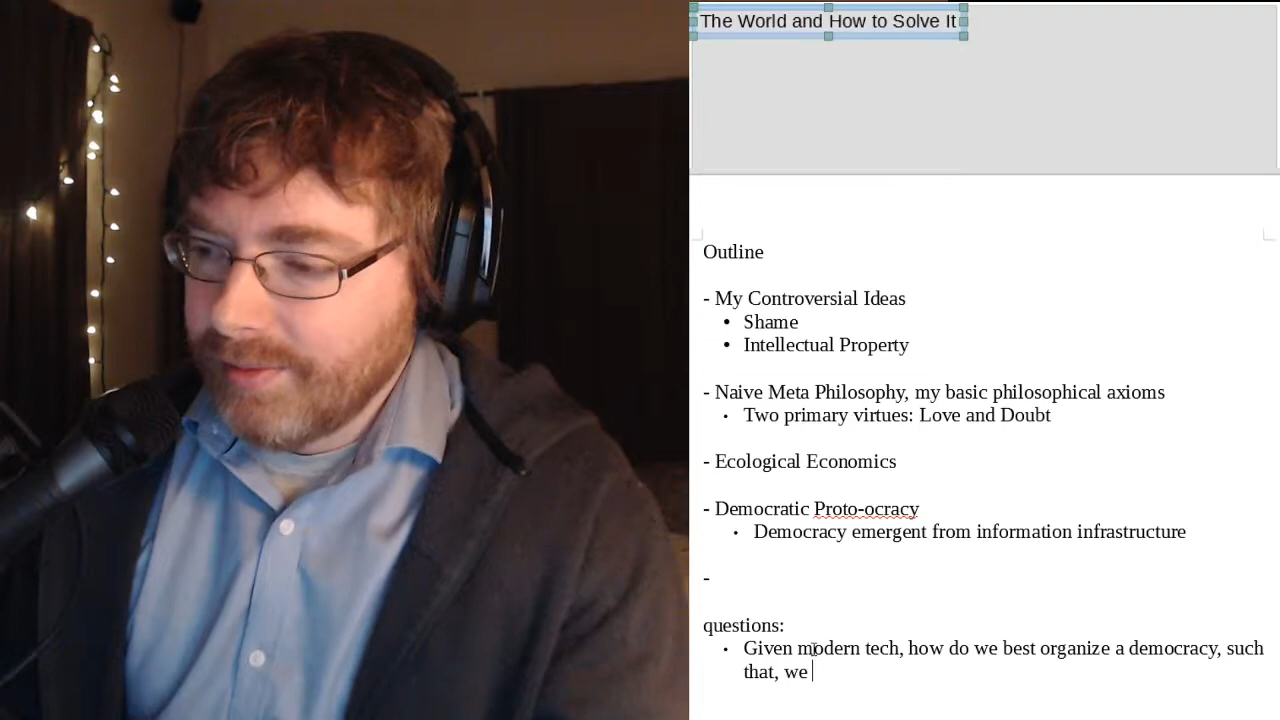 The World and How to Solve It
Outline
- My Controversial Ideas
• Shame
• Intellectual Property
- Naive Meta Philosophy, my basic philosophical axioms
• Two primary virtues: Love and Doubt
- Ecological Economics
- Democratic Proto-ocracy
• Democracy emergent from information infrastructure
-
questions:
• Given modern tech, how do we best organize a democracy, such
that, we